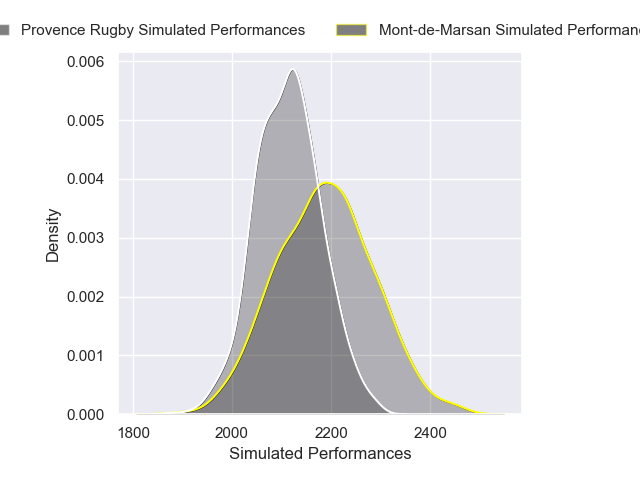 Provence Rugby Simulated Performances
Mont-de-Marsan Simulated
0.006
0.005
0.004
0.003
0.002
0.001
0.000
Density
1800 2000 2200 2400
Simulated Performances